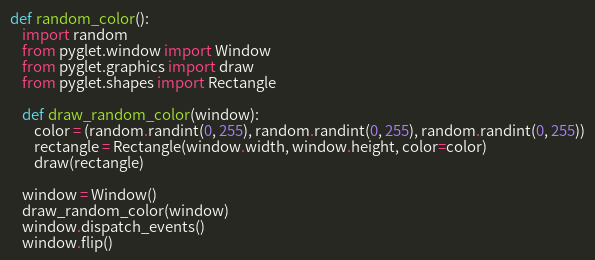 def random_color():
    import random
    from pyglet.window import Window
    from pyglet.graphics import draw
    from pyglet.shapes import Rectangle

    def draw_random_color(window):
        color = (random.randint(0, 255), random.randint(0, 255), random.randint(0, 255))
        rectangle = Rectangle(window.width, window.height, color=color)
        draw(rectangle)

    window = Window()
    draw_random_color(window)
    window.dispatch_events()
    window.flip()